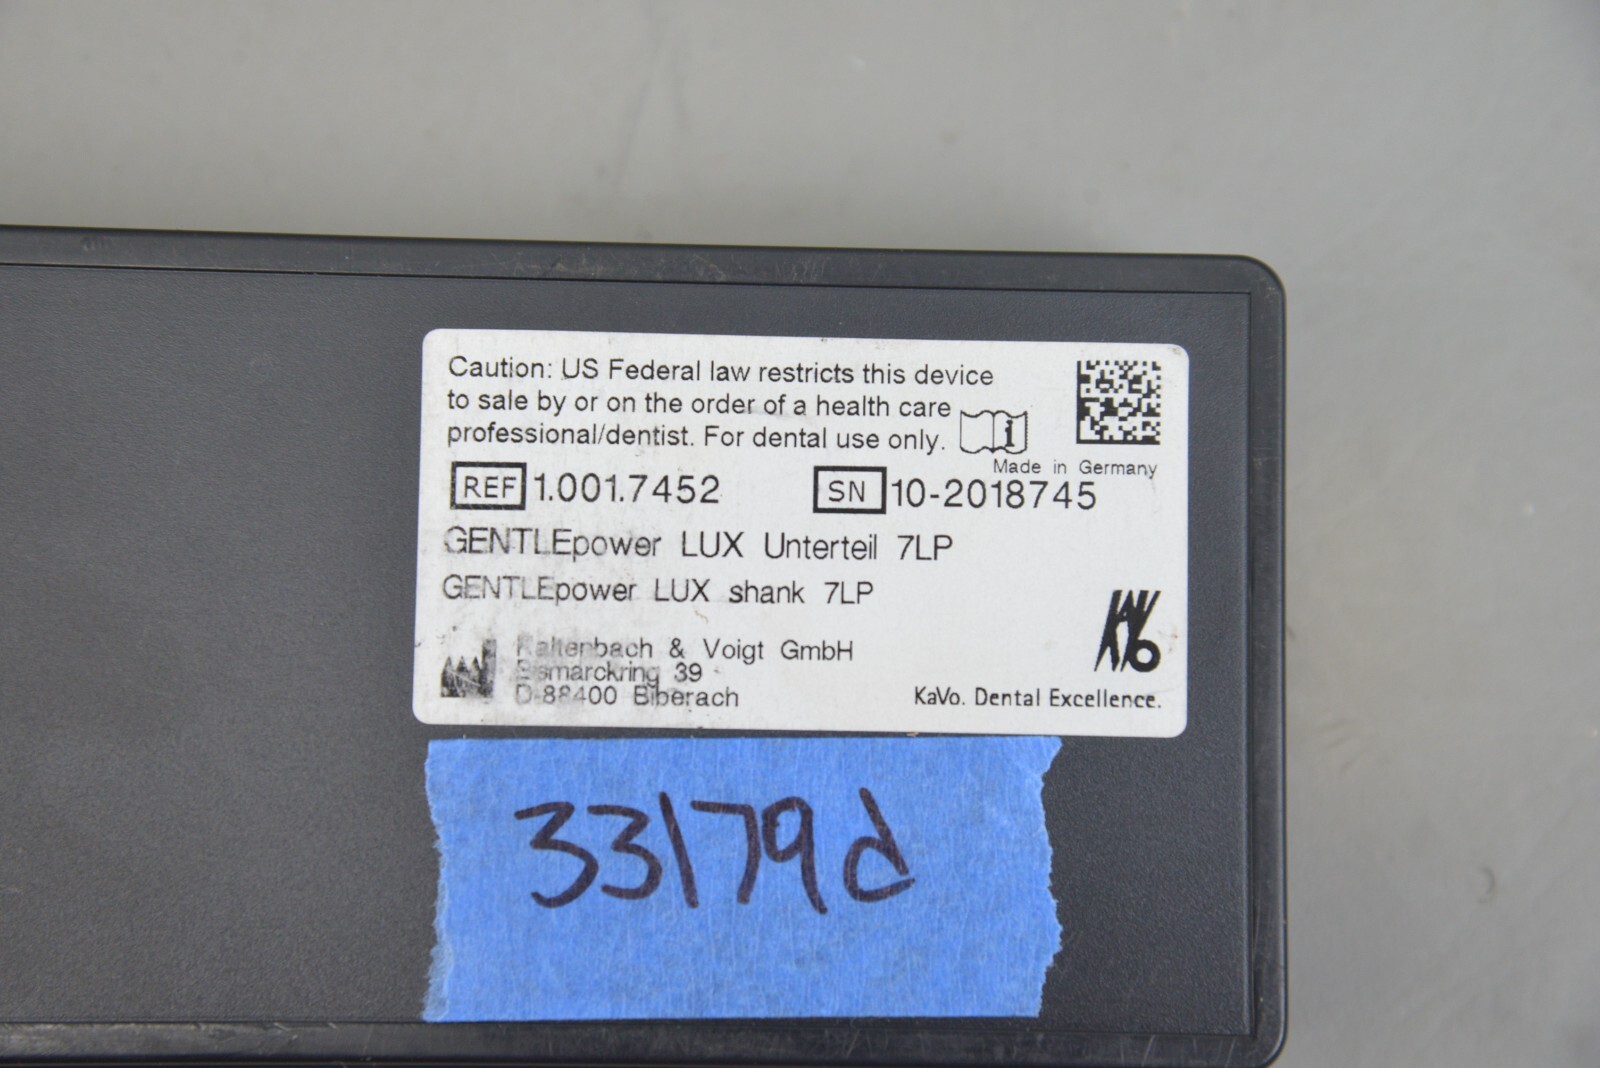 Caution: US Federal law restricts this device
to sale by or on the order of a health care
professional/dentist. For dental use only.
Made in Germany
REF 1.001.7452 SN 10-2018745
GENTLEpower LUX Unterteil 7LP
GENTLEpower LUX shank 7LP
Kaltenbach & Voigt GmbH
Bismarckring 39
D-88400 Biberach
KaVo
KaVo. Dental Excellence.
33179d